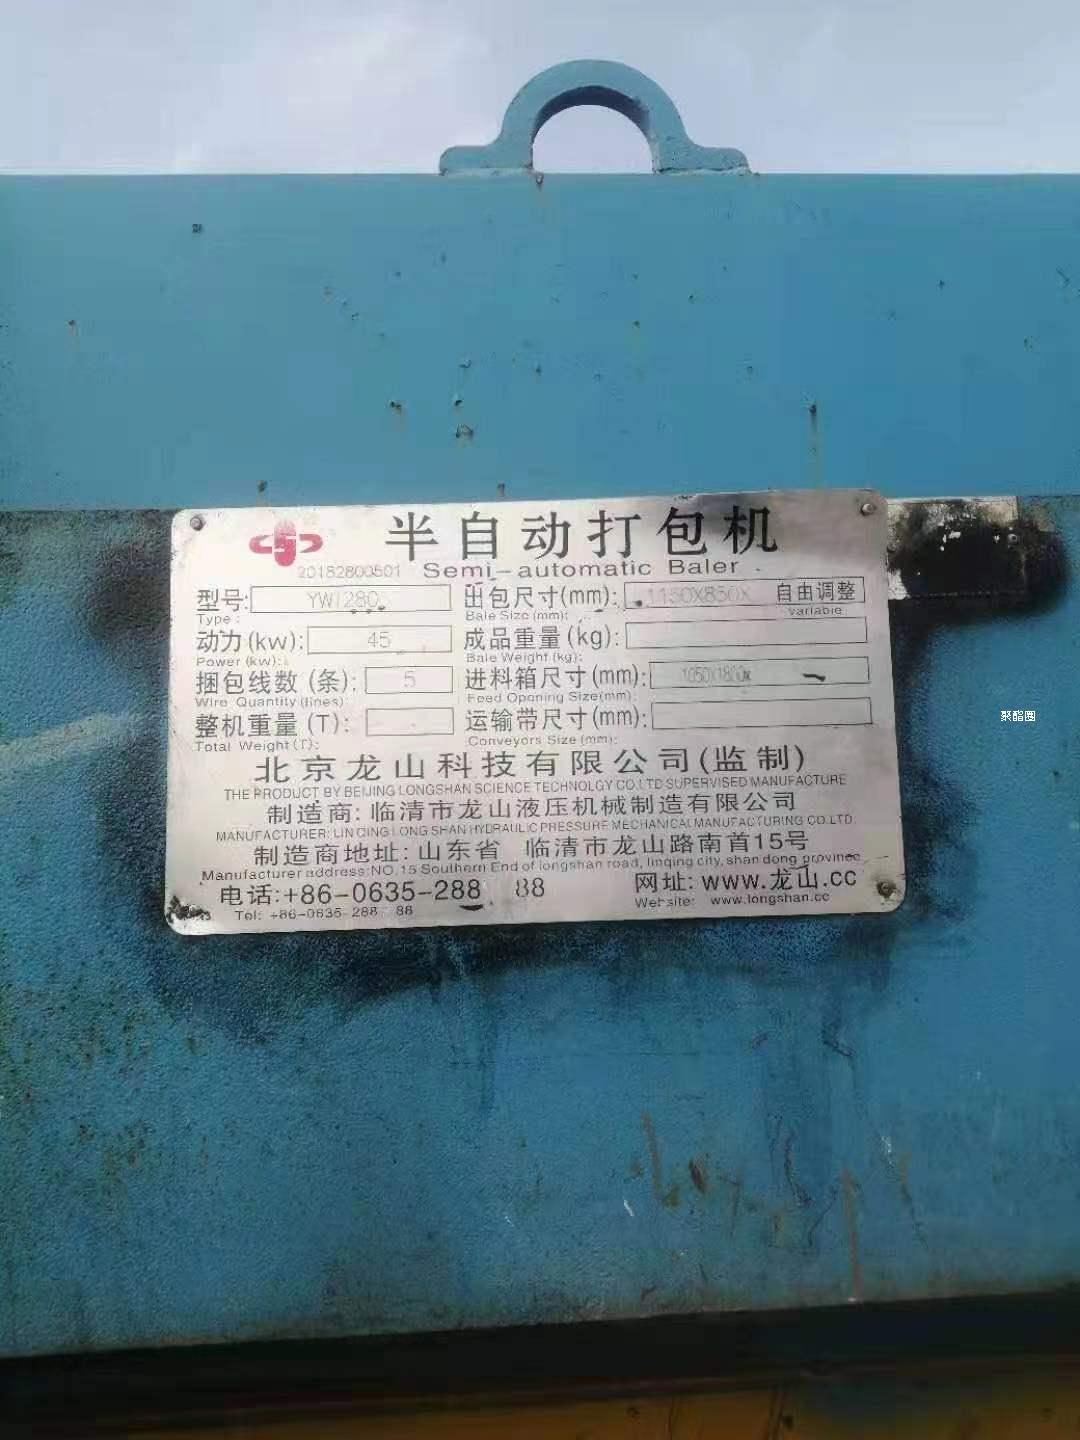 半自动打包机
20182800501 Semi-automatic Baler
型号: 出包尺寸(mm): 1150X850X 自由调整
Type: Bale Size(mm): variable
动力(kw): 45 成品重量(kg):
Power(kw): Bale Weight(kg):
捆包线数(条): 5 进料箱尺寸(mm):
Wire Quantity(lines): Feed Opening Size(mm):
整机重量(T): 运输带尺寸(mm):
Total Weight(T): Conveyors Size(mm):
北京龙山科技有限公司(监制)
THE PRODUCT BY BEIJING LONGSHAN SCIENCE TECHNOLGY CO.LTD SUPERVISED MANUFACTURE
制造商: 临清市龙山液压机械制造有限公司
MANUFACTURER: LIN QING LONG SHAN HYDRAULIC PRESSURE MECHANICAL MANUFACTURING CO.LTD.
制造商地址: 山东省 临清市龙山路南首15号
Manufacturer address: NO.15 Southern End of longshan road, linqing city, shan dong province
电话:+86-0635-288 88 网址: www.龙山.cc
Tel: +86-0635-288 88 Website: www.longshan.cc
聚酯圈